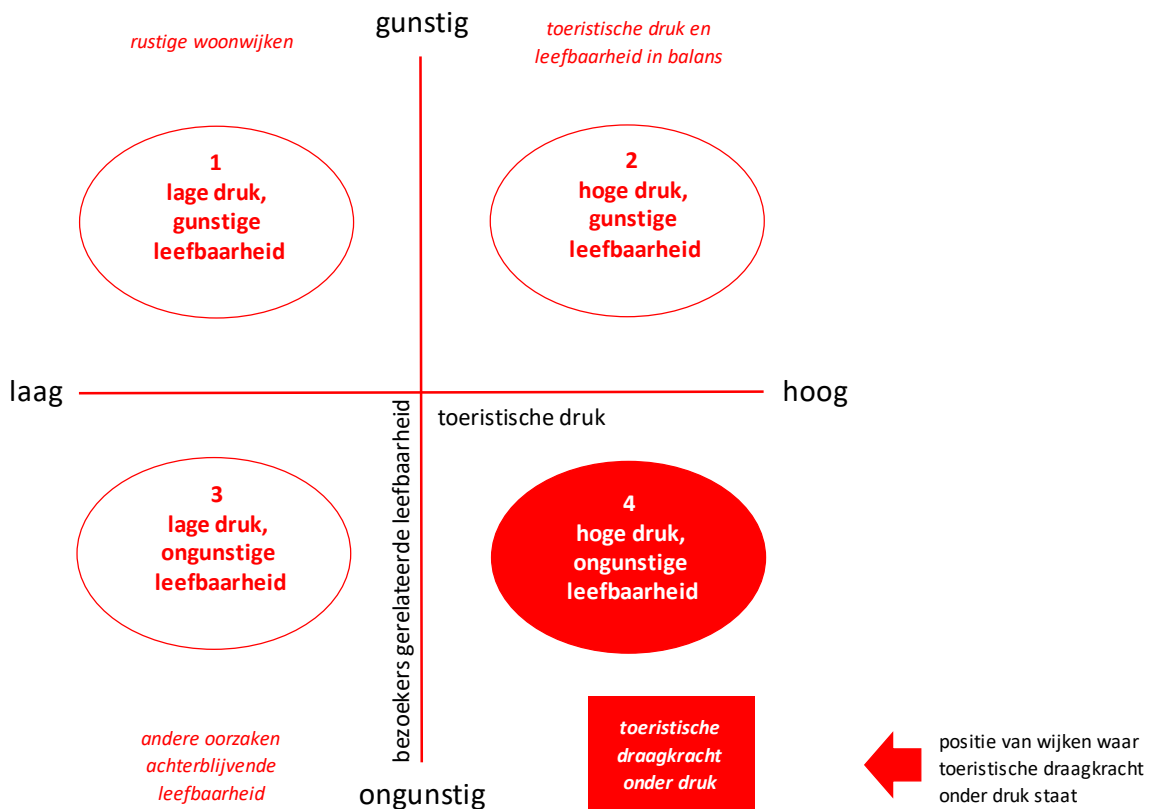 rustige woonwijken
gunstig
toeristische druk en
leefbaarheid in balans
1
lage druk,
gunstige
leefbaarheid
2
hoge druk,
gunstige
leefbaarheid
laag
hoog
toeristische druk
bezoekers gerelateerde leefbaarheid
3
lage druk,
ongunstige
leefbaarheid
4
hoge druk,
ongunstige
leefbaarheid
andere oorzaken
achterblijvende
leefbaarheid
ongunstig
toeristische
draagkracht
onder druk
positie van wijken waar
toeristische draagkracht
onder druk staat